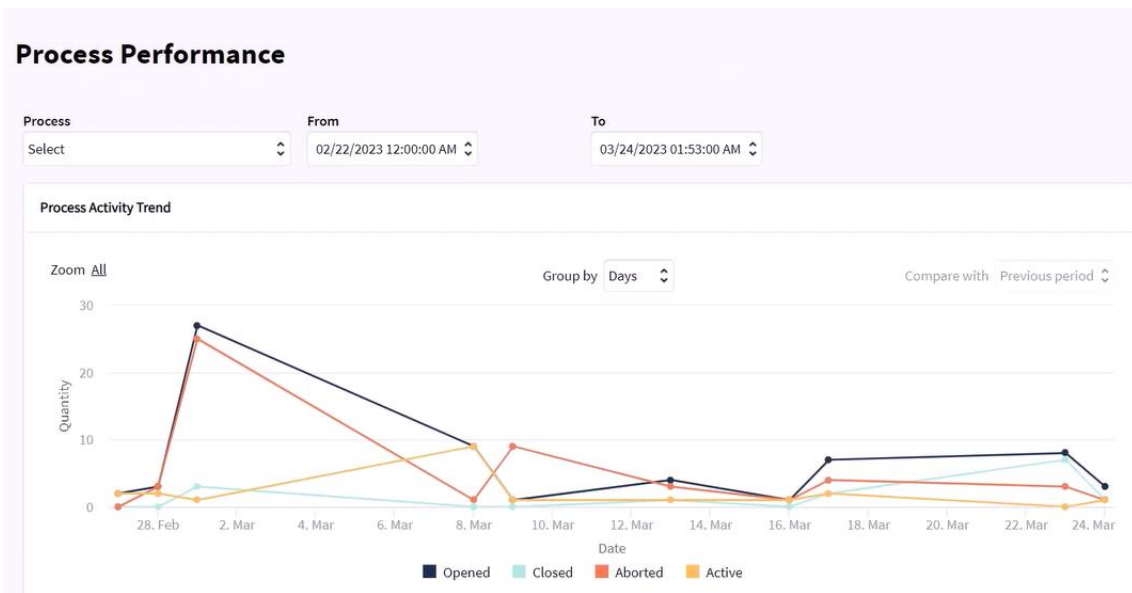 Process Performance
Process From To
Select 02/22/2023 12:00:00 AM 03/24/2023 01:53:00 AM
Process Activity Trend
Zoom All Group by Days Compare with Previous period
30
20
10
0
Quantity
28. Feb 2. Mar 4. Mar 6. Mar 8. Mar 10. Mar 12. Mar 14. Mar 16. Mar 18. Mar 20. Mar 22. Mar 24. Mar
Date
Opened Closed Aborted Active